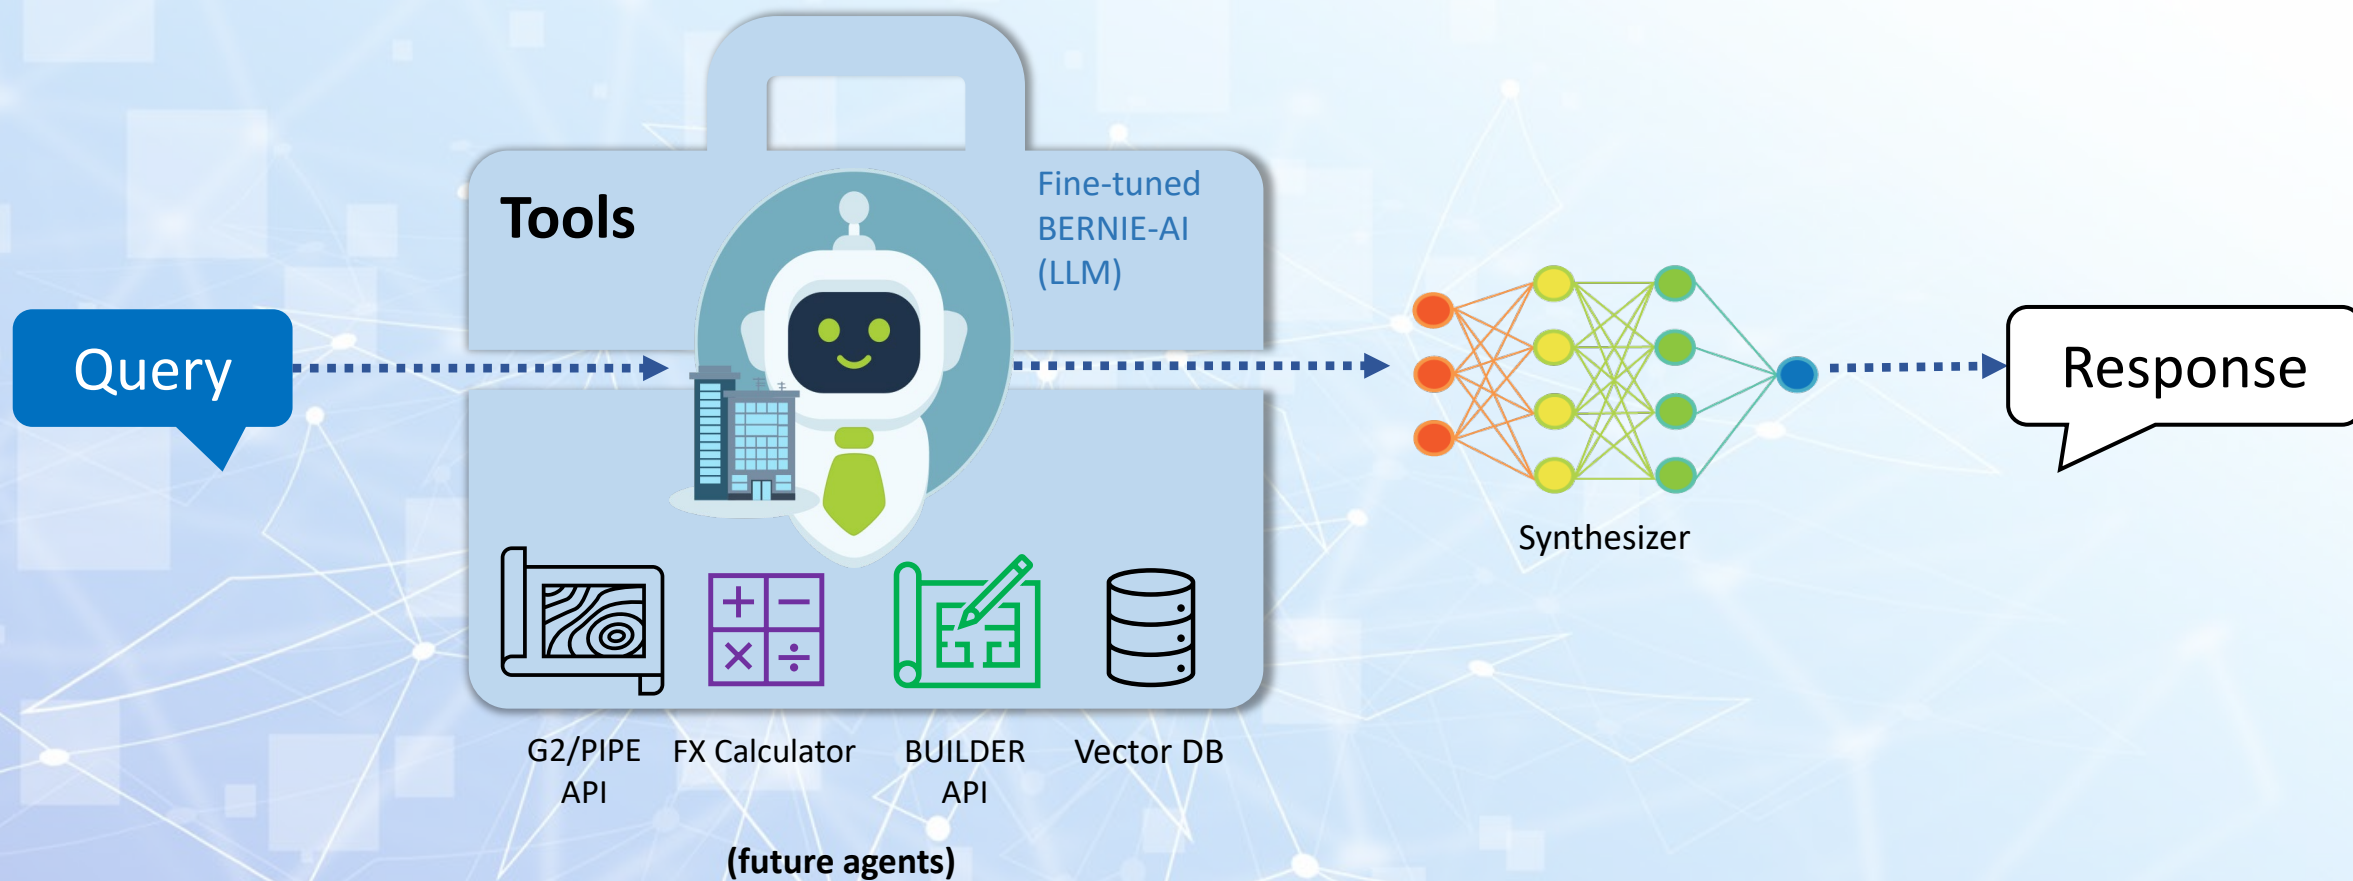 Tools
Fine-tuned
BERNIE-AI
(LLM)
Query
Response
Synthesizer
G2/PIPE
API
FX Calculator
BUILDER
API
Vector DB
(future agents)